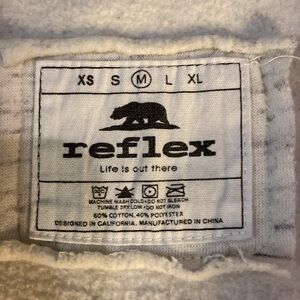 XS S M L XL
reflex
Life is out there
MACHINE WASH COLD•DO NOT BLEACH
TUMBLE DRY LOW•DO NOT IRON
60% COTTON, 40% POLYESTER
DESIGNED IN CALIFORNIA. MANUFACTURED IN CHINA